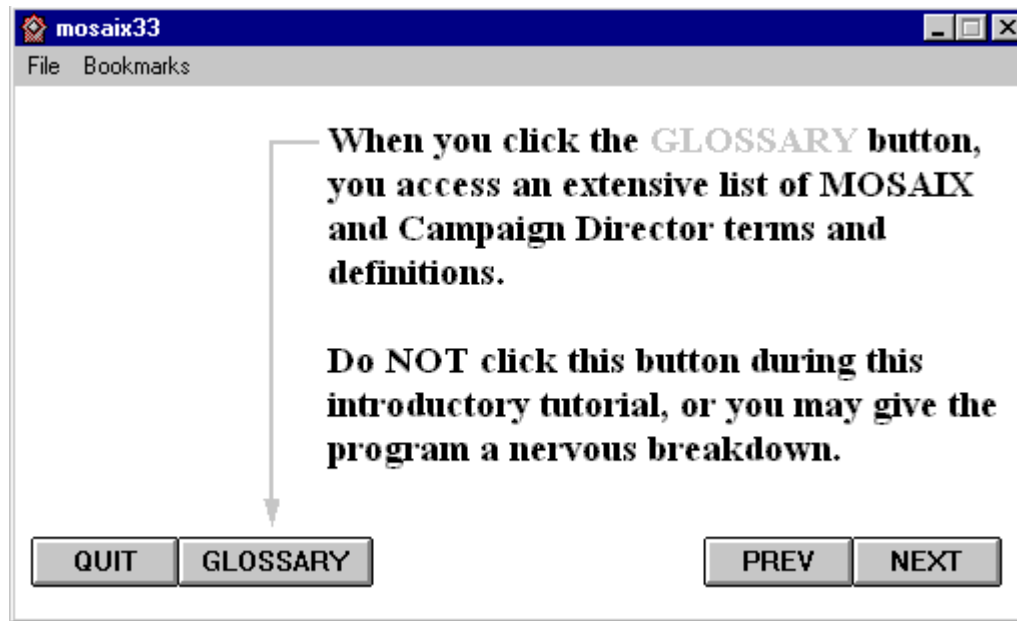 mosaix33
File Bookmarks
When you click the GLOSSARY button,
you access an extensive list of MOSAIX
and Campaign Director terms and
definitions.
Do NOT click this button during this
introductory tutorial, or you may give the
program a nervous breakdown.
QUIT GLOSSARY PREV NEXT